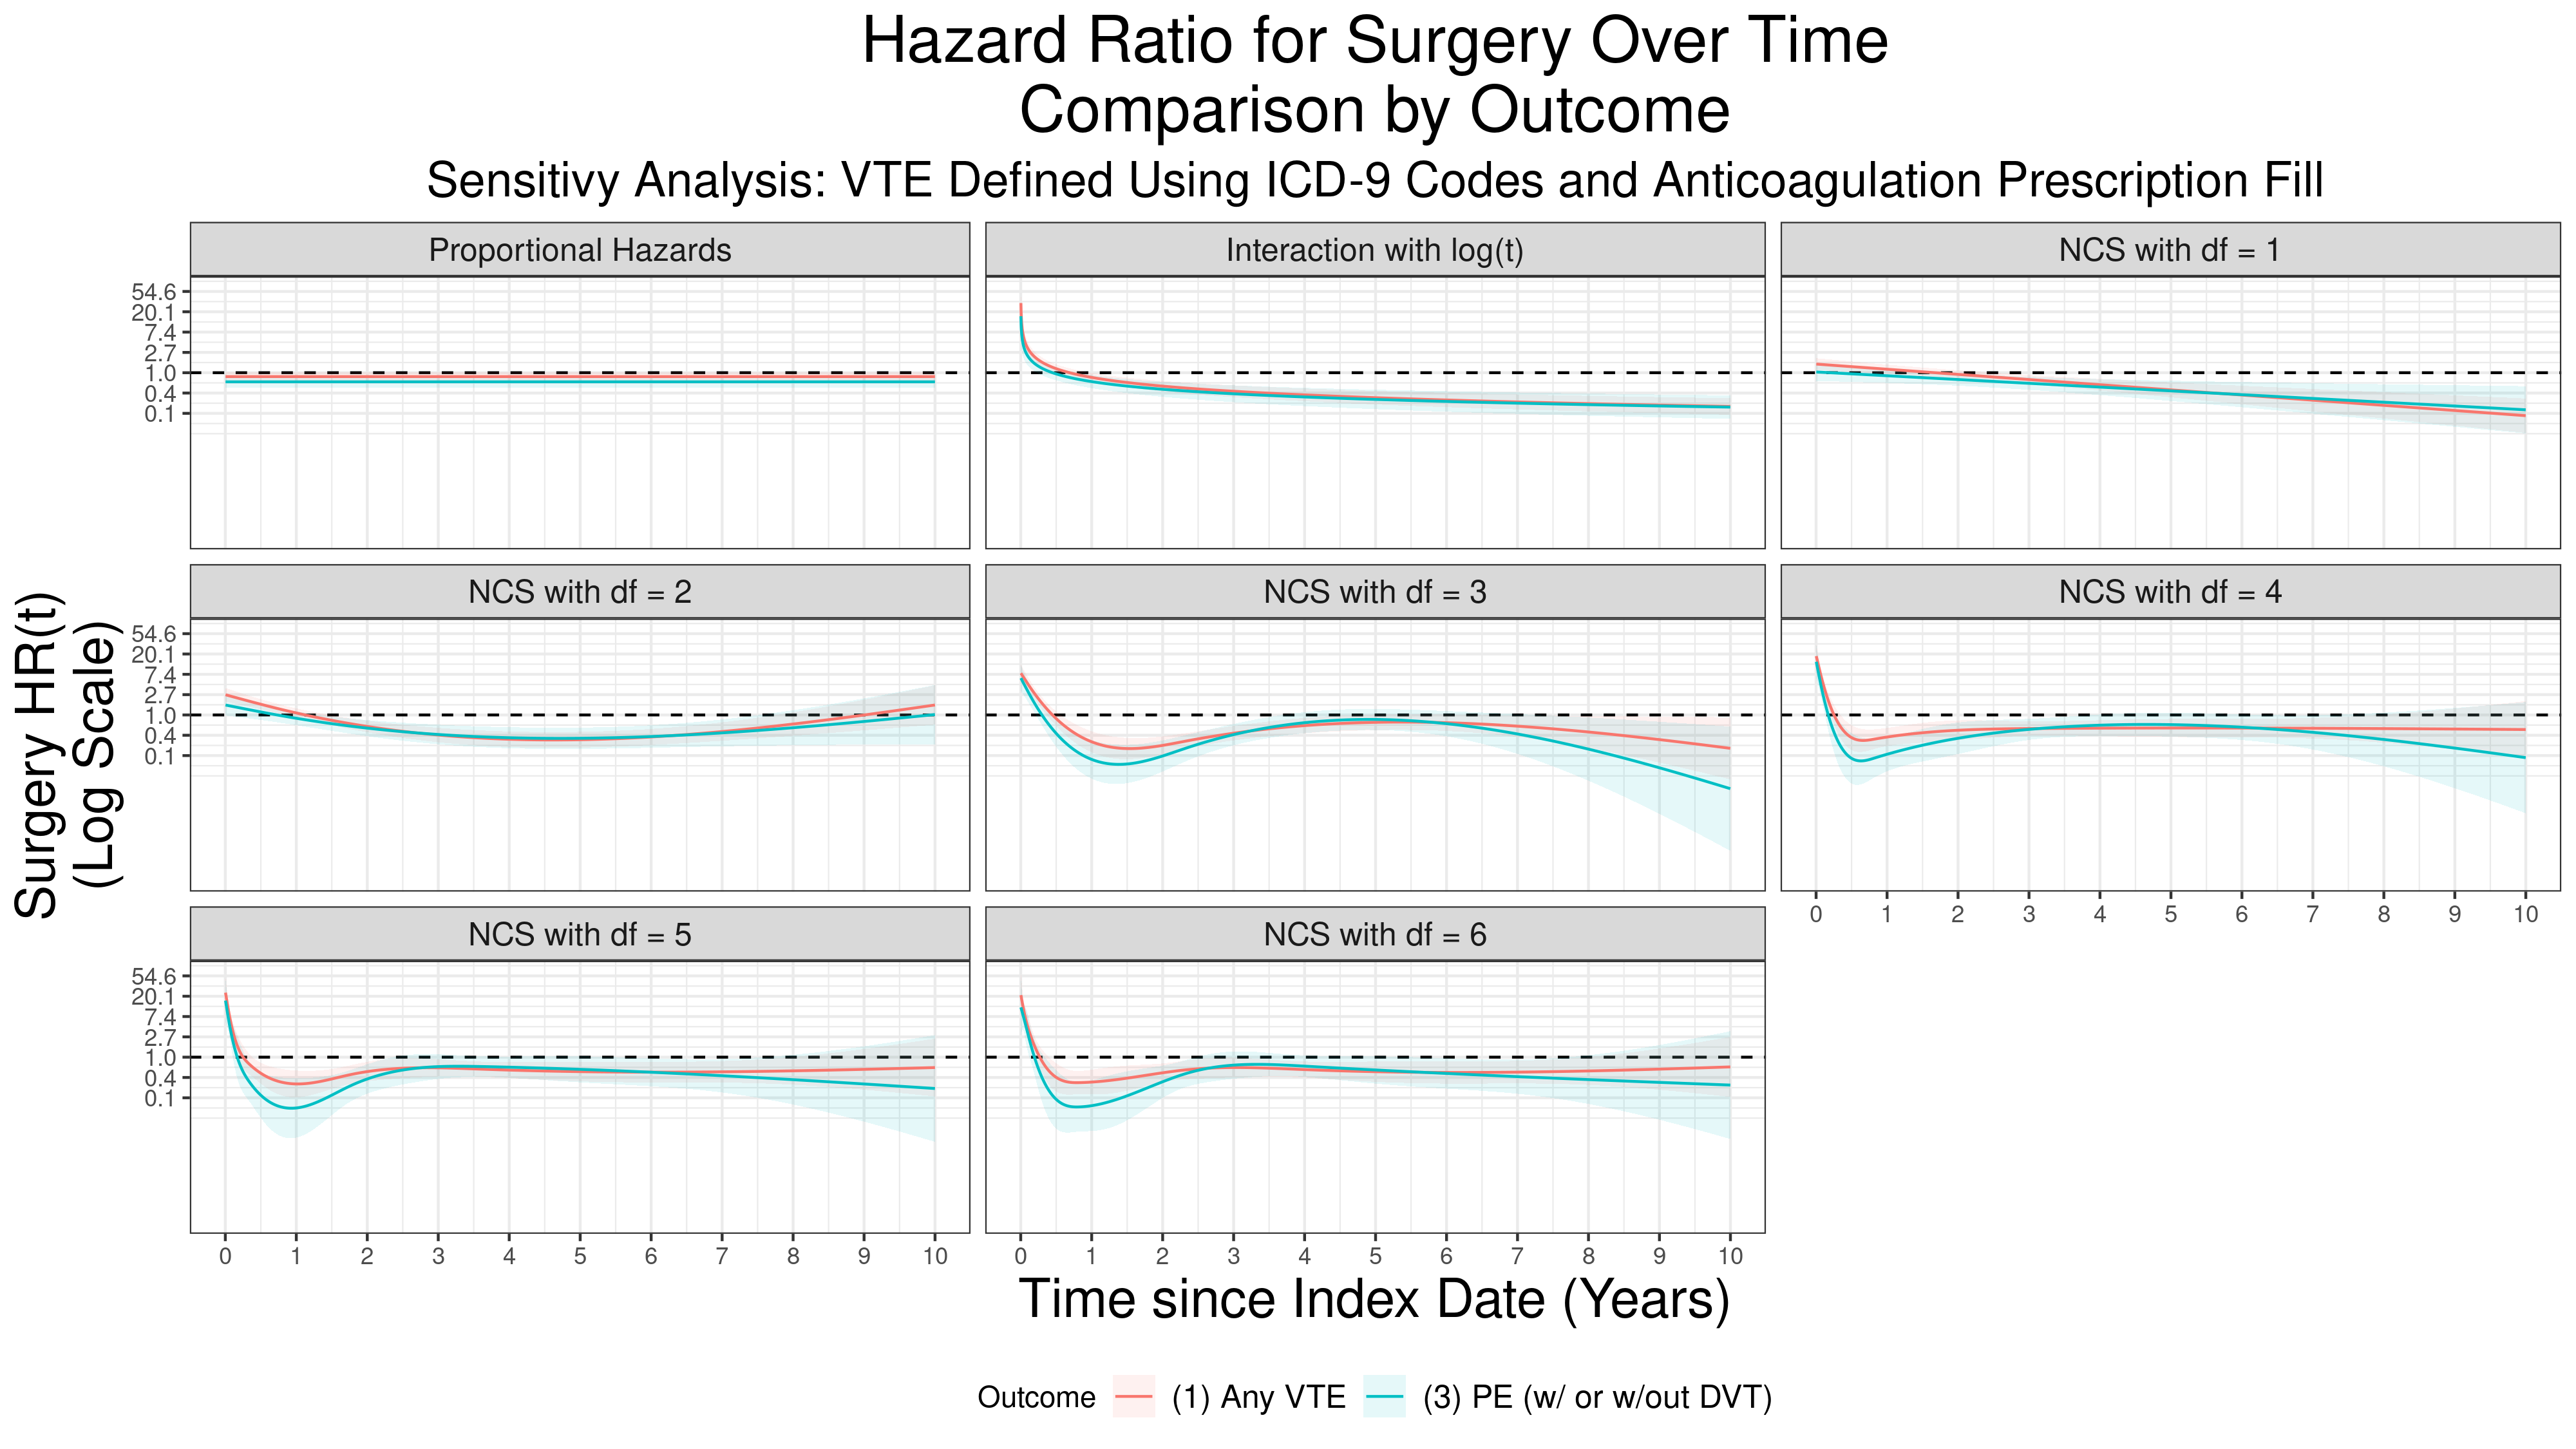 Hazard Ratio for Surgery Over Time
Comparison by Outcome
Sensitivy Analysis: VTE Defined Using ICD-9 Codes and Anticoagulation Prescription Fill
Proportional Hazards
Interaction with log(t)
NCS with df = 1
54.6
20.1
7.4
2.7
1.0
0.4
0.1
NCS with df = 2
NCS with df = 3
NCS with df = 4
54.6
20.1
7.4
2.7
1.0
0.4
0.1
0 1 2 3 4 5 6 7 8 9 10
NCS with df = 5
NCS with df = 6
54.6
20.1
7.4
2.7
1.0
0.4
0.1
0 1 2 3 4 5 6 7 8 9 10
0 1 2 3 4 5 6 7 8 9 10
Surgery HR(t)
(Log Scale)
Time since Index Date (Years)
Outcome (1) Any VTE (3) PE (w/ or w/out DVT)